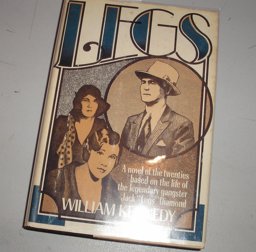 LEGS
A novel of the twenties
based on the life of
the legendary gangster
Jack "Legs" Diamond
WILLIAM KENNEDY